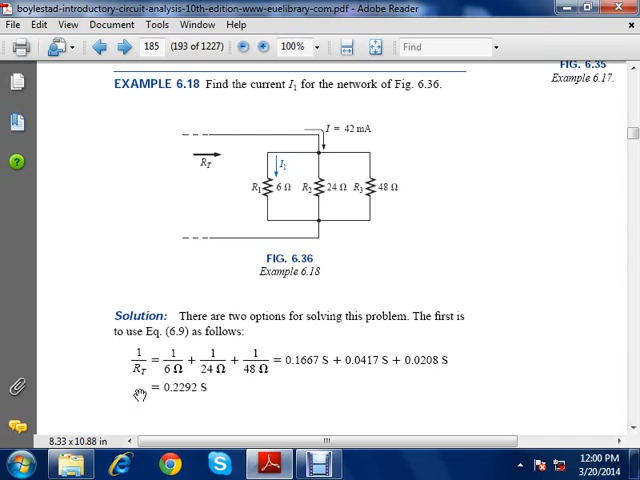 boylestad-introductory-circuit-analysis-10th-edition-www-euelibrary-com.pdf - Adobe Reader
File Edit View Document Tools Window Help
185 (193 of 1227) 100% Find
FIG. 6.35
EXAMPLE 6.18 Find the current I₁ for the network of Fig. 6.36.
Example 6.17.
I = 42 mA
R_T
I₁
R₁ 6 Ω R₂ 24 Ω R₃ 48 Ω
FIG. 6.36
Example 6.18
Solution: There are two options for solving this problem. The first is
to use Eq. (6.9) as follows:
1/R_T = 1/6 Ω + 1/24 Ω + 1/48 Ω = 0.1667 S + 0.0417 S + 0.0208 S
= 0.2292 S
8.33 x 10.88 in
12:00 PM
3/20/2014